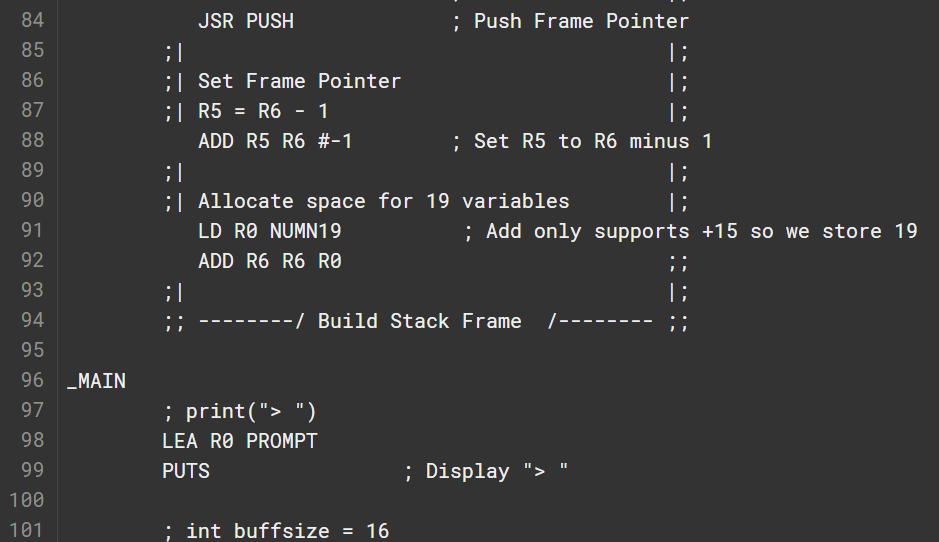 84 JSR PUSH ; Push Frame Pointer
85 ;| |;
86 ;| Set Frame Pointer |;
87 ;| R5 = R6 - 1 |;
88 ADD R5 R6 #-1 ; Set R5 to R6 minus 1
89 ;| |;
90 ;| Allocate space for 19 variables |;
91 LD R0 NUMN19 ; Add only supports +15 so we store 19
92 ADD R6 R6 R0 ;;
93 ;| |;
94 ;; --------/ Build Stack Frame /-------- ;;
95
96 _MAIN
97 ; print("> ")
98 LEA R0 PROMPT
99 PUTS ; Display "> "
100
101 ; int buffsize = 16